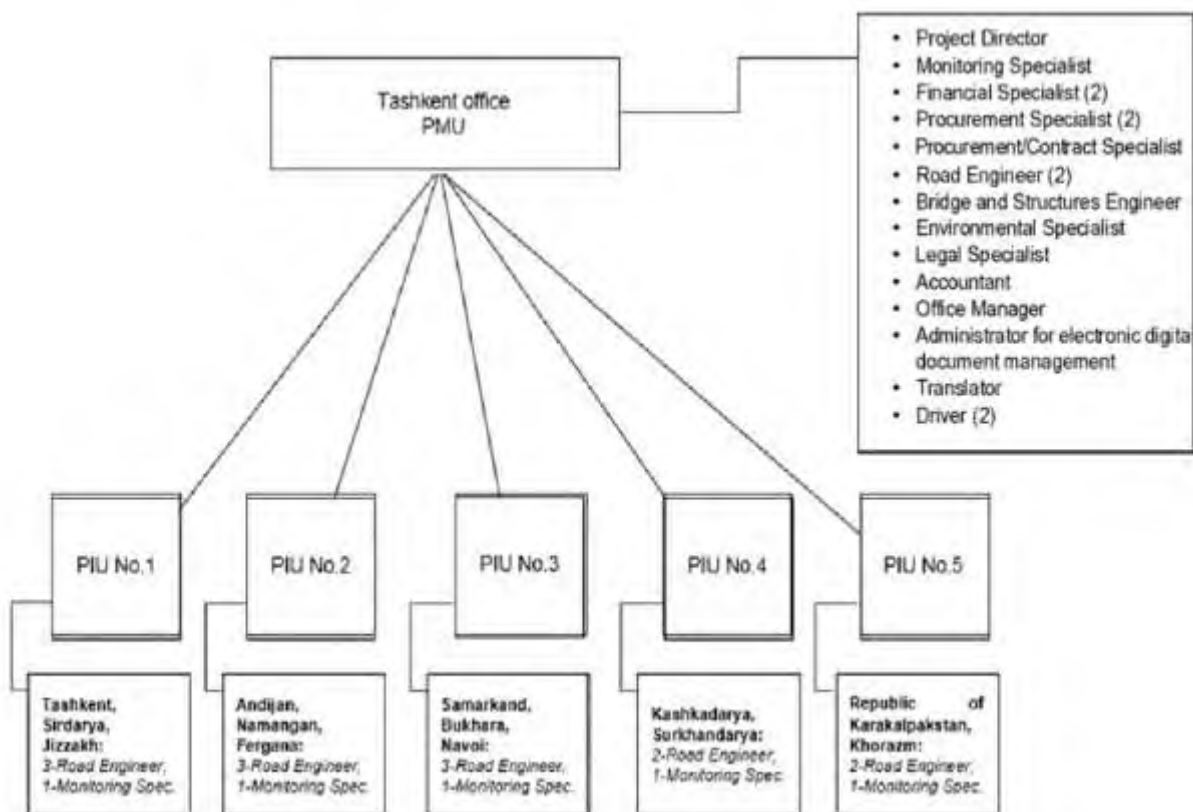 Tashkent office
PMU
• Project Director
• Monitoring Specialist
• Financial Specialist (2)
• Procurement Specialist (2)
• Procurement/Contract Specialist
• Road Engineer (2)
• Bridge and Structures Engineer
• Environmental Specialist
• Legal Specialist
• Accountant
• Office Manager
• Administrator for electronic digital
document management
• Translator
• Driver (2)
PIU No.1
PIU No.2
PIU No.3
PIU No.4
PIU No.5
Tashkent,
Sirdarya,
Jizzakh:
3-Road Engineer,
1-Monitoring Spec.
Andijan,
Namangan,
Fergana:
3-Road Engineer,
1-Monitoring Spec.
Samarkand,
Bukhara,
Navoi:
3-Road Engineer,
1-Monitoring Spec.
Kashkadarya,
Surkhandarya:
2-Road Engineer,
1-Monitoring Spec.
Republic of
Karakalpakstan,
Khorazm:
2-Road Engineer,
1-Monitoring Spec.